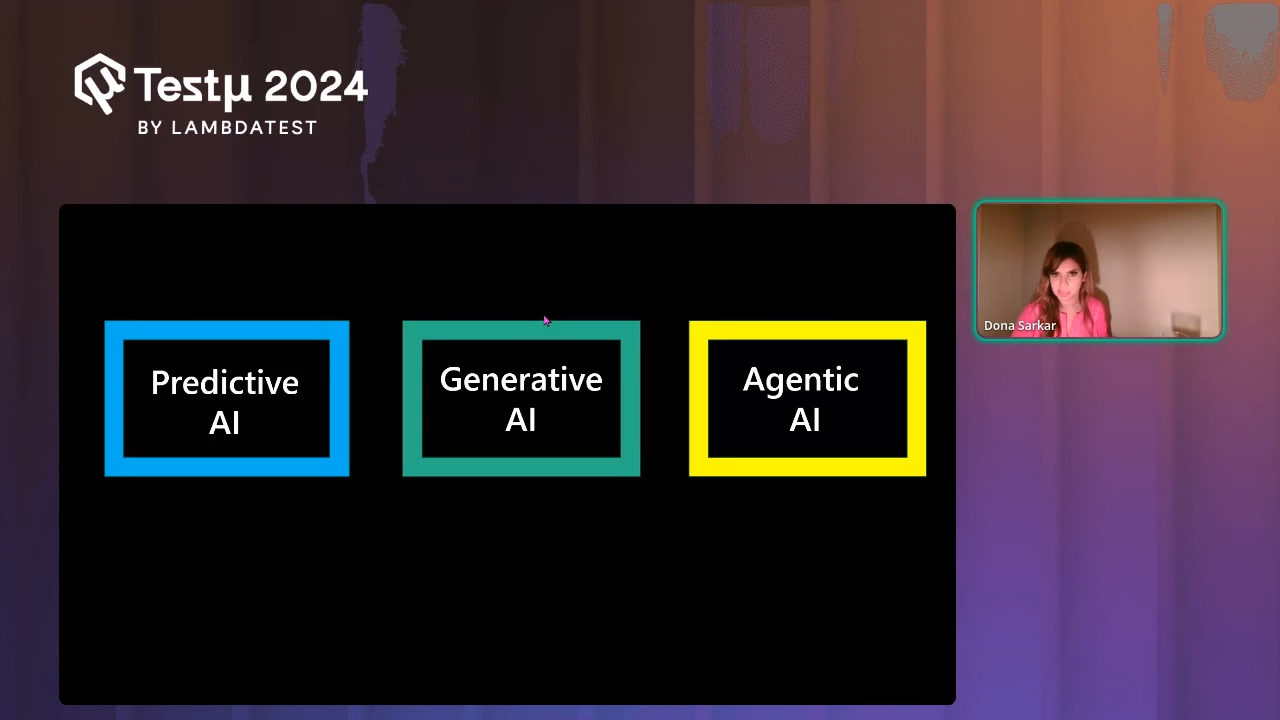 Testμ 2024
BY LAMBDATEST
Predictive
AI
Generative
AI
Agentic
AI
Dona Sarkar